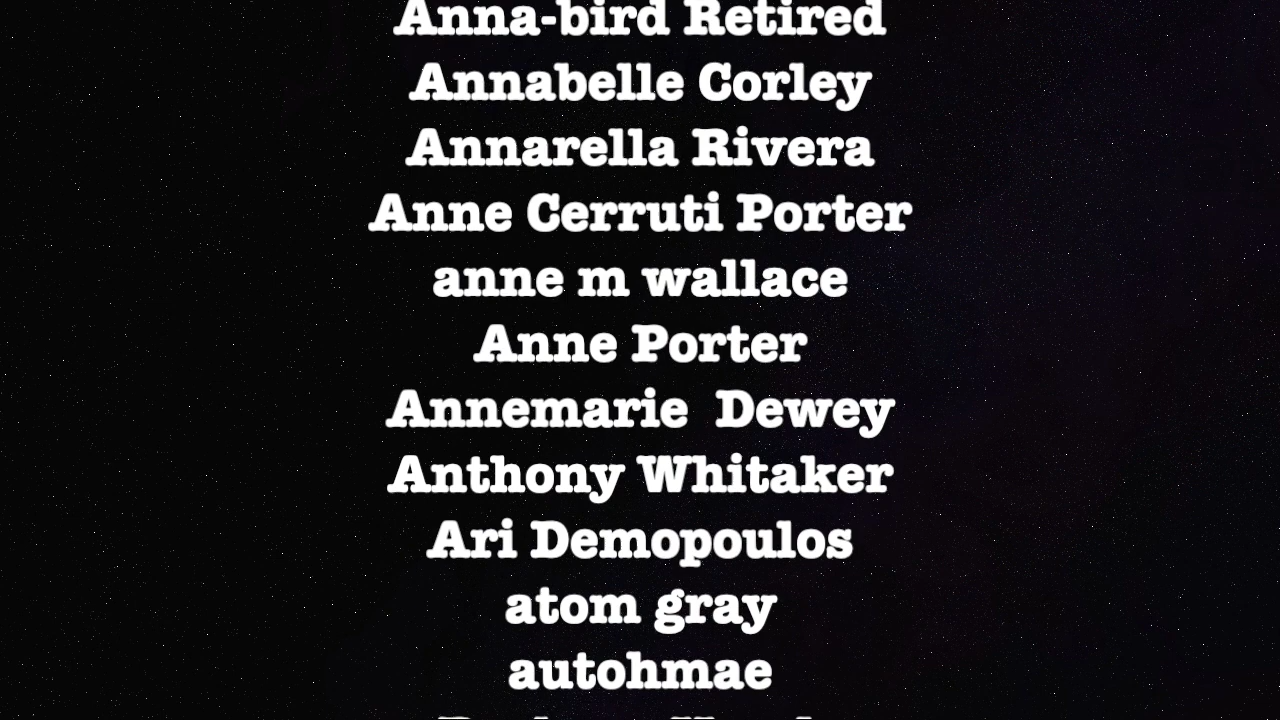 Anna-bird Retired
Annabelle Corley
Annarella Rivera
Anne Cerruti Porter
anne m wallace
Anne Porter
Annemarie  Dewey
Anthony Whitaker
Ari Demopoulos
atom gray
autohmae